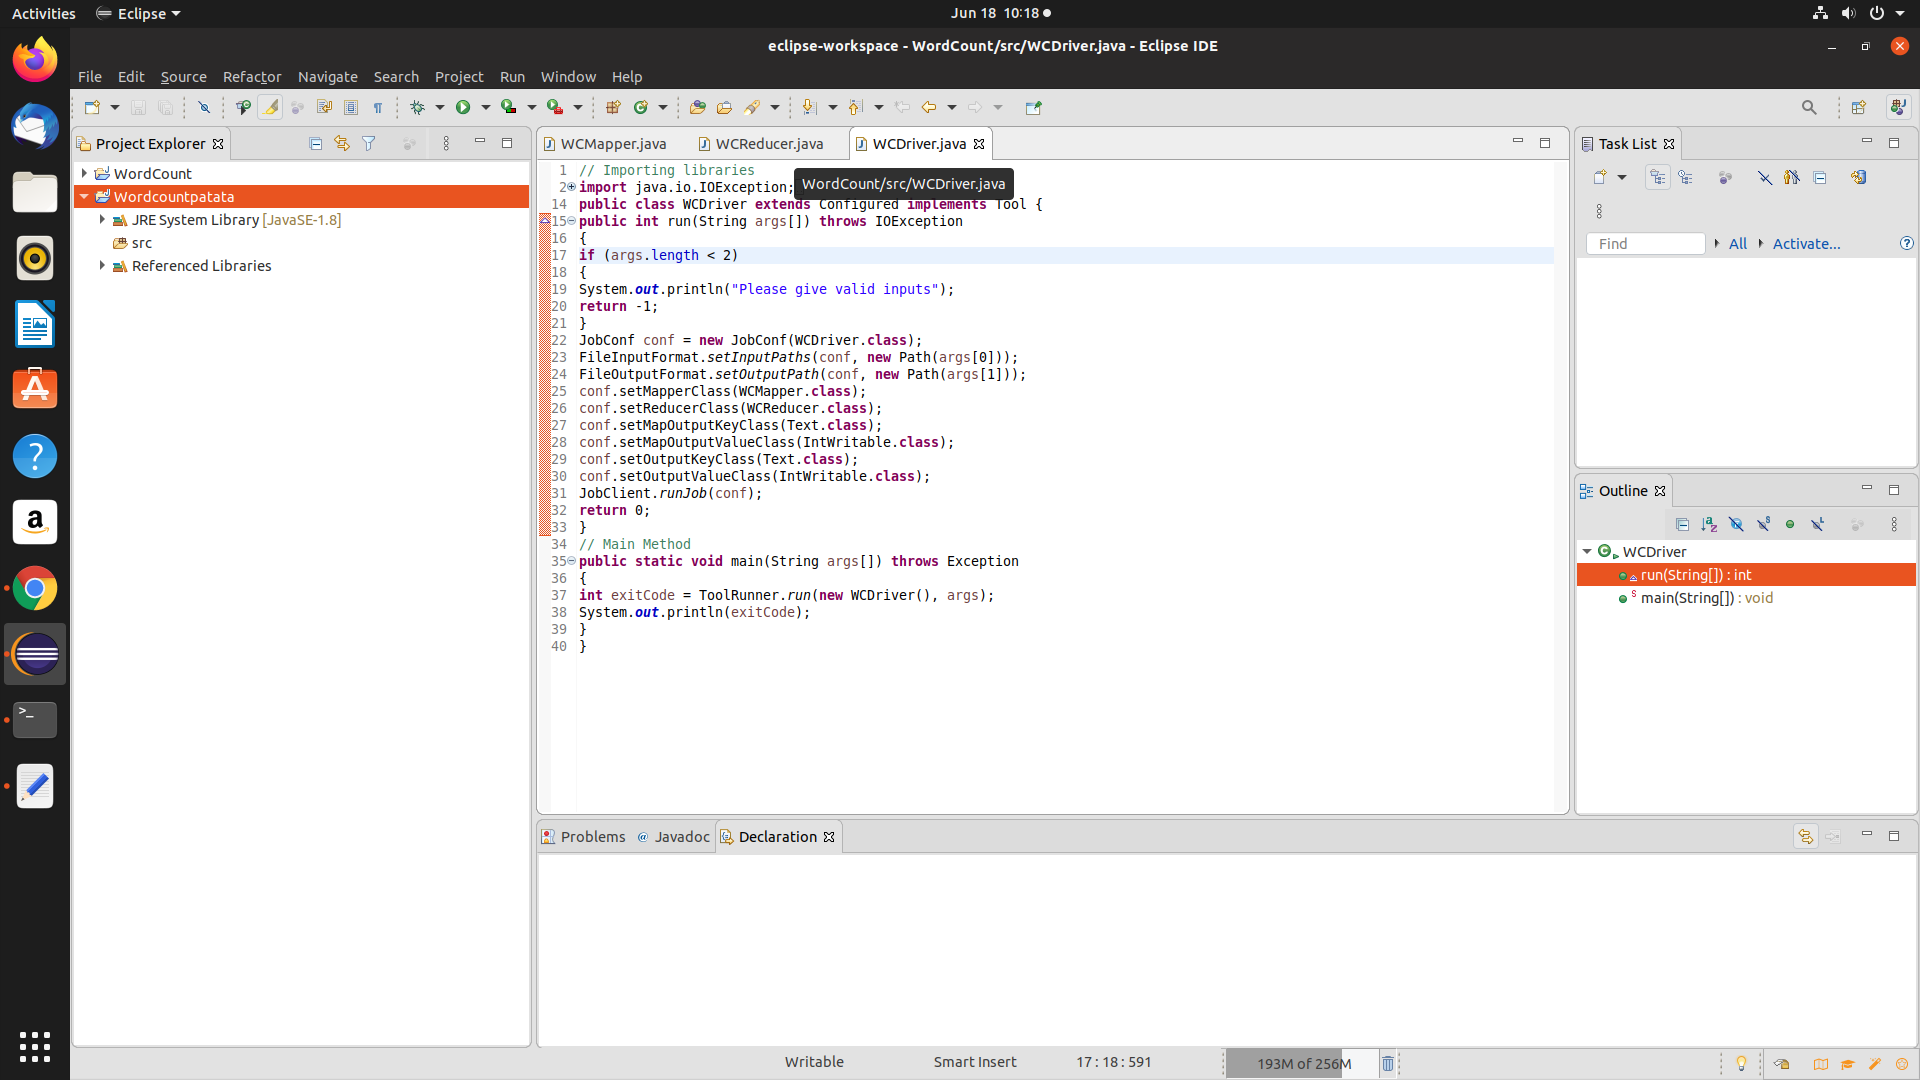 Activities Eclipse Jun 18 10:18
eclipse-workspace - WordCount/src/WCDriver.java - Eclipse IDE
File Edit Source Refactor Navigate Search Project Run Window Help
Project Explorer
WordCount
Wordcountpatata
JRE System Library [JavaSE-1.8]
src
Referenced Libraries
WCMapper.java WCReducer.java WCDriver.java
WordCount/src/WCDriver.java
1 // Importing libraries
2 import java.io.IOException;
14 public class WCDriver extends Configured implements Tool {
15 public int run(String args[]) throws IOException
16 {
17 if (args.length < 2)
18 {
19 System.out.println("Please give valid inputs");
20 return -1;
21 }
22 JobConf conf = new JobConf(WCDriver.class);
23 FileInputFormat.setInputPaths(conf, new Path(args[0]));
24 FileOutputFormat.setOutputPath(conf, new Path(args[1]));
25 conf.setMapperClass(WCMapper.class);
26 conf.setReducerClass(WCReducer.class);
27 conf.setMapOutputKeyClass(Text.class);
28 conf.setMapOutputValueClass(IntWritable.class);
29 conf.setOutputKeyClass(Text.class);
30 conf.setOutputValueClass(IntWritable.class);
31 JobClient.runJob(conf);
32 return 0;
33 }
34 // Main Method
35 public static void main(String args[]) throws Exception
36 {
37 int exitCode = ToolRunner.run(new WCDriver(), args);
38 System.out.println(exitCode);
39 }
40 }
Task List
Find All Activate...
Outline
WCDriver
run(String[]) : int
main(String[]) : void
Problems @ Javadoc Declaration
Writable Smart Insert 17 : 18 : 591 193M of 256M